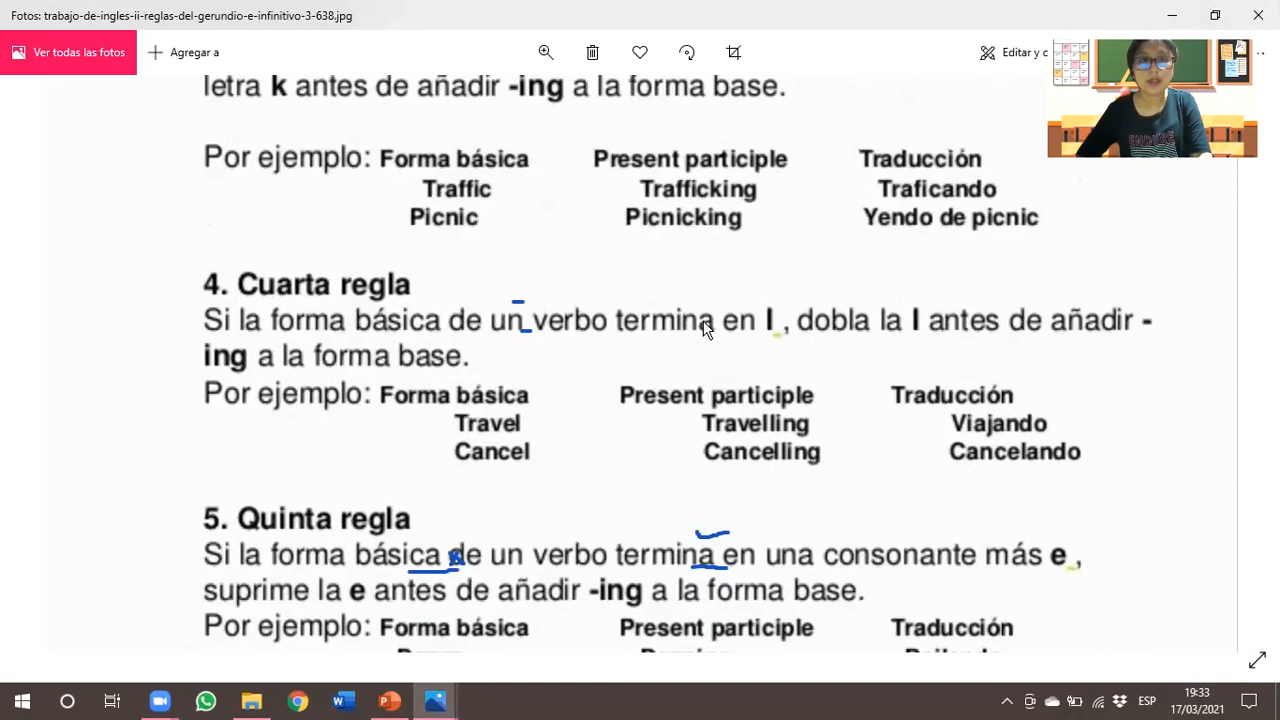 Fotos: trabajo-de-ingles-ii-reglas-del-gerundio-e-infinitivo-3-638.jpg
Ver todas las fotos Agregar a Editar y c
letra k antes de añadir -ing a la forma base.
Por ejemplo: Forma básica Present participle Traducción
Traffic Trafficking Traficando
Picnic Picnicking Yendo de picnic
4. Cuarta regla
Si la forma básica de un verbo termina en l , dobla la l antes de añadir -
ing a la forma base.
Por ejemplo: Forma básica Present participle Traducción
Travel Travelling Viajando
Cancel Cancelling Cancelando
5. Quinta regla
Si la forma básica de un verbo termina en una consonante más e ,
suprime la e antes de añadir -ing a la forma base.
Por ejemplo: Forma básica Present participle Traducción
ESP
19:33
17/03/2021